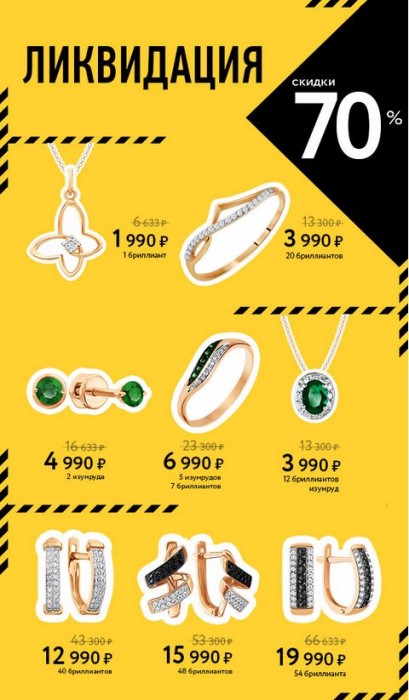 ЛИКВИДАЦИЯ
СКИДКИ
70%
6 633 ₽
1 990 ₽
1 бриллиант
13 300 ₽
3 990 ₽
20 бриллиантов
16 633 ₽
4 990 ₽
2 изумруда
23 300 ₽
6 990 ₽
5 изумрудов
7 бриллиантов
13 300 ₽
3 990 ₽
12 бриллиантов
изумруд
43 300 ₽
12 990 ₽
40 бриллиантов
53 300 ₽
15 990 ₽
48 бриллиантов
66 633 ₽
19 990 ₽
54 бриллианта